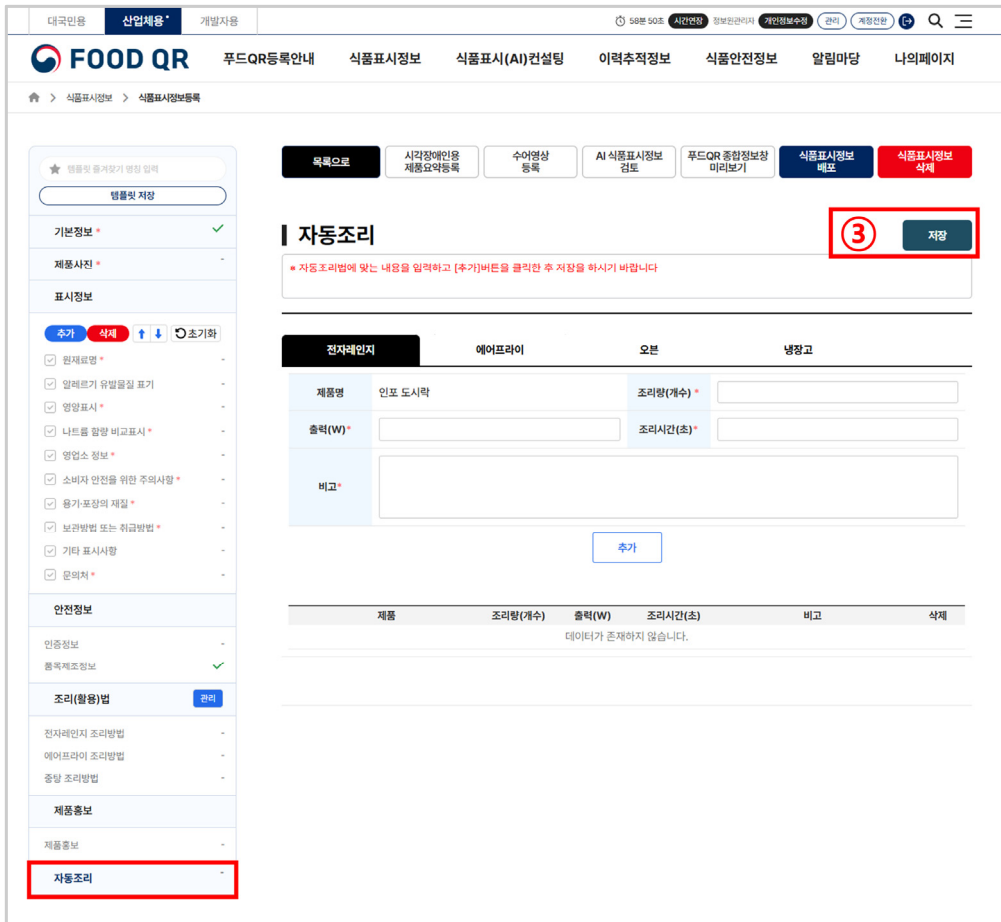 대국민용 산업체용 개발자용 58분 50초 시간연장 정보원관리자 개인정보수정 관리 계정전환
FOOD QR 푸드QR등록안내 식품표시정보 식품표시(AI)컨설팅 이력추적정보 식품안전정보 알림마당 나의페이지
> 식품표시정보 > 식품표시정보등록
템플릿 즐겨찾기 명칭 입력
템플릿 저장
기본정보 *
제품사진 * -
표시정보
추가 삭제 ↑ ↓ 초기화
원재료명 * -
알레르기 유발물질 표기 -
영양표시 * -
나트륨 함량 비교표시 * -
영업소 정보 * -
소비자 안전을 위한 주의사항 * -
용기·포장의 재질 * -
보관방법 또는 취급방법 * -
기타 표시사항 -
문의처 * -
안전정보
인증정보 -
품목제조정보
조리(활용)법 관리
전자레인지 조리방법 -
에어프라이 조리방법 -
중탕 조리방법 -
제품홍보
제품홍보 -
자동조리 -
목록으로
시각장애인용
제품요약등록
수어영상
등록
AI 식품표시정보
검토
푸드QR 종합정보창
미리보기
식품표시정보
배포
식품표시정보
삭제
자동조리
③ 저장
※ 자동조리법에 맞는 내용을 입력하고 [추가]버튼을 클릭한 후 저장을 하시기 바랍니다
전자레인지 에어프라이 오븐 냉장고
제품명 인포 도시락 조리량(개수) *
출력(W)* 조리시간(초)*
비고*
추가
제품 조리량(개수) 출력(W) 조리시간(초) 비고 삭제
데이터가 존재하지 않습니다.